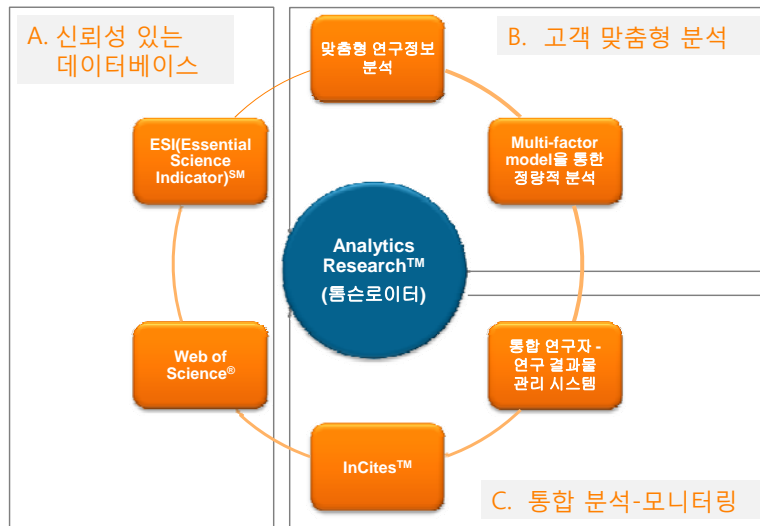 A. 신뢰성 있는
데이터베이스
B. 고객 맞춤형 분석
맞춤형 연구정보
분석
ESI(Essential
Science
Indicator)SM
Multi-factor
model을 통한
정량적 분석
Analytics
Research™
(톰슨로이터)
Web of
Science®
통합 연구자 -
연구 결과물
관리 시스템
InCites™
C. 통합 분석-모니터링